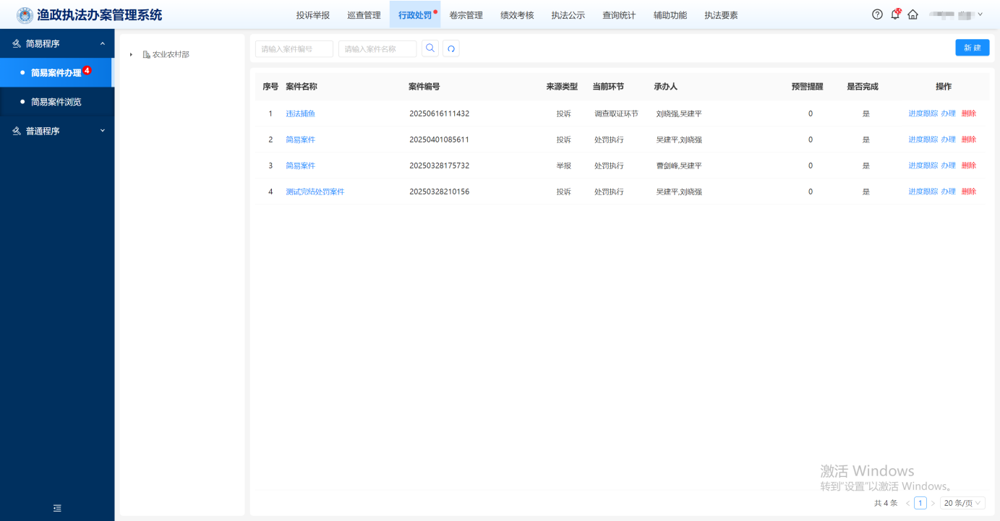 渔政执法办案管理系统 投诉举报 巡查管理 行政处罚 卷宗管理 绩效考核 执法公示 查询统计 辅助功能 执法要素
简易程序
简易案件办理 4
简易案件浏览
普通程序
农业农村部
请输入案件编号 请输入案件名称 新建
序号 案件名称 案件编号 来源类型 当前环节 承办人 预警提醒 是否完成 操作
1 违法捕鱼 20250616111432 投诉 调查取证环节 刘晓强,吴建平 0 是 进度跟踪 办理 删除
2 简易案件 20250401085611 投诉 处罚执行 吴建平,刘晓强 0 是 进度跟踪 办理 删除
3 简易案件 20250328175732 举报 处罚执行 曹剑峰,吴建平 0 是 进度跟踪 办理 删除
4 测试完结处罚案件 20250328210156 投诉 处罚执行 吴建平,刘晓强 0 是 进度跟踪 办理 删除
激活 Windows
转到"设置"以激活 Windows。
共 4 条 < 1 > 20 条/页